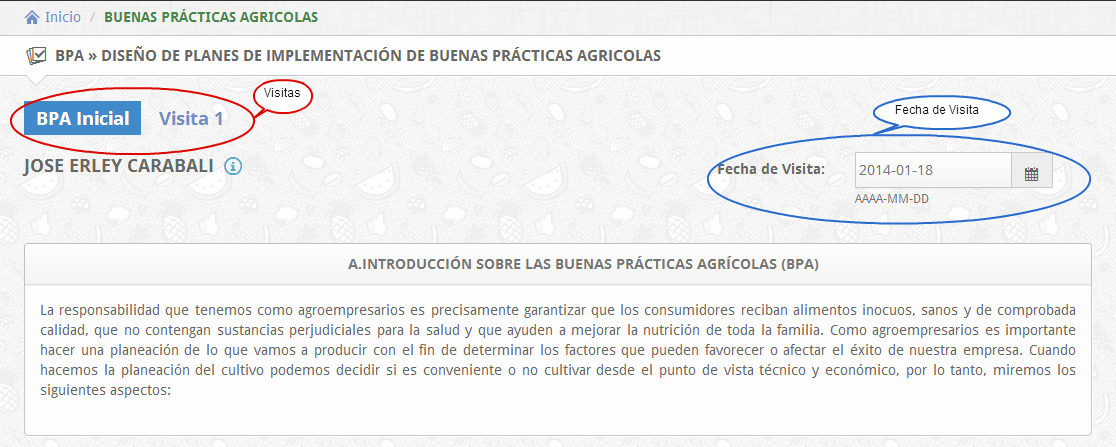 Inicio / BUENAS PRÁCTICAS AGRICOLAS
BPA » DISEÑO DE PLANES DE IMPLEMENTACIÓN DE BUENAS PRÁCTICAS AGRICOLAS
Visitas
BPA Inicial Visita 1
Fecha de Visita
JOSE ERLEY CARABALI
Fecha de Visita: 2014-01-18
AAAA-MM-DD
A.INTRODUCCIÓN SOBRE LAS BUENAS PRÁCTICAS AGRÍCOLAS (BPA)
La responsabilidad que tenemos como agroempresarios es precisamente garantizar que los consumidores reciban alimentos inocuos, sanos y de comprobada
calidad, que no contengan sustancias perjudiciales para la salud y que ayuden a mejorar la nutrición de toda la familia. Como agroempresarios es importante
hacer una planeación de lo que vamos a producir con el fin de determinar los factores que pueden favorecer o afectar el éxito de nuestra empresa. Cuando
hacemos la planeación del cultivo podemos decidir si es conveniente o no cultivar desde el punto de vista técnico y económico, por lo tanto, miremos los
siguientes aspectos: